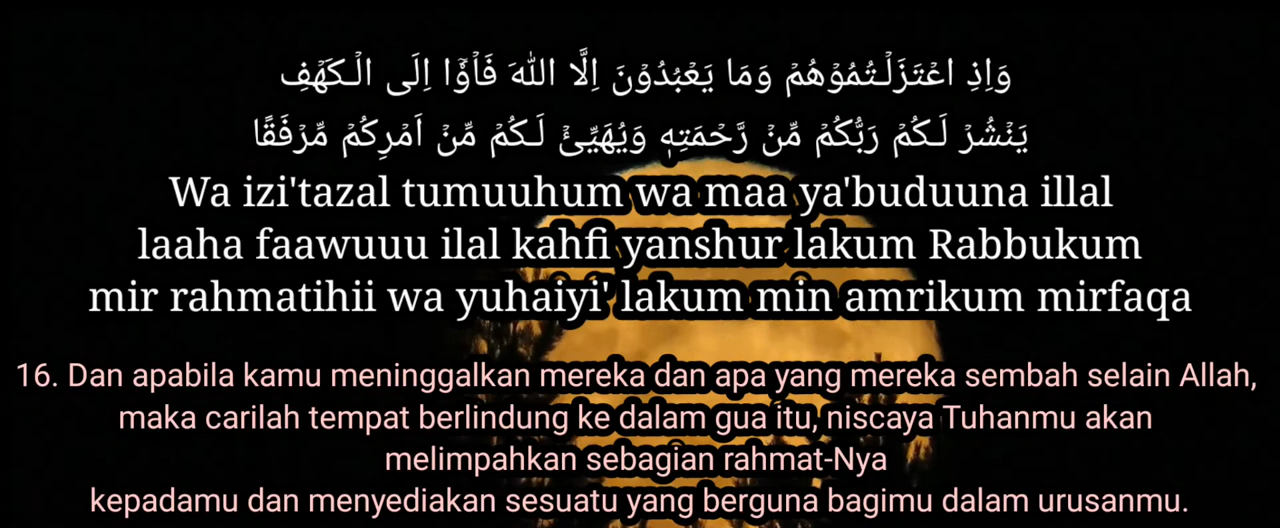 وَاِذِ اعْتَزَلْـتُمُوْهُمْ وَمَا يَعْبُدُوْنَ اِلَّا اللّٰهَ فَأْوٗۤا اِلَى الْـكَهْفِ
يَنْشُرْ لَـكُمْ رَبُّكُمْ مِّنْ رَّحْمَتِهٖ وَيُهَيِّئْ لَـكُمْ مِّنْ اَمْرِكُمْ مِّرْفَقًا
Wa izi'tazal tumuuhum wa maa ya'buduuna illal
laaha faawuuu ilal kahfi yanshur lakum Rabbukum
mir rahmatihii wa yuhaiyi' lakum min amrikum mirfaqa
16. Dan apabila kamu meninggalkan mereka dan apa yang mereka sembah selain Allah,
maka carilah tempat berlindung ke dalam gua itu, niscaya Tuhanmu akan
melimpahkan sebagian rahmat-Nya
kepadamu dan menyediakan sesuatu yang berguna bagimu dalam urusanmu.